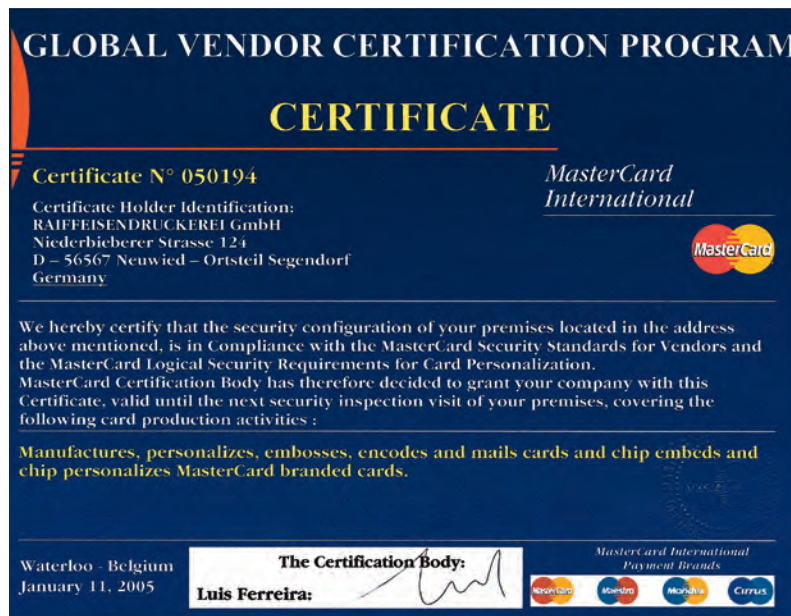 GLOBAL VENDOR CERTIFICATION PROGRAM
CERTIFICATE
Certificate N° 050194
MasterCard
International
Certificate Holder Identification:
RAIFFEISENDRUCKEREI GmbH
Niederbieberer Strasse 124
D – 56567 Neuwied – Ortsteil Segendorf
Germany
MasterCard
We hereby certify that the security configuration of your premises located in the address
above mentioned, is in Compliance with the MasterCard Security Standards for Vendors and
the MasterCard Logical Security Requirements for Card Personalization.
MasterCard Certification Body has therefore decided to grant your company with this
Certificate, valid until the next security inspection visit of your premises, covering the
following card production activities :
Manufactures, personalizes, embosses, encodes and mails cards and chip embeds and
chip personalizes MasterCard branded cards.
Waterloo - Belgium
January 11, 2005
The Certification Body:
Luis Ferreira:
MasterCard International
Payment Brands
MasterCard
Maestro
Mondex
Cirrus